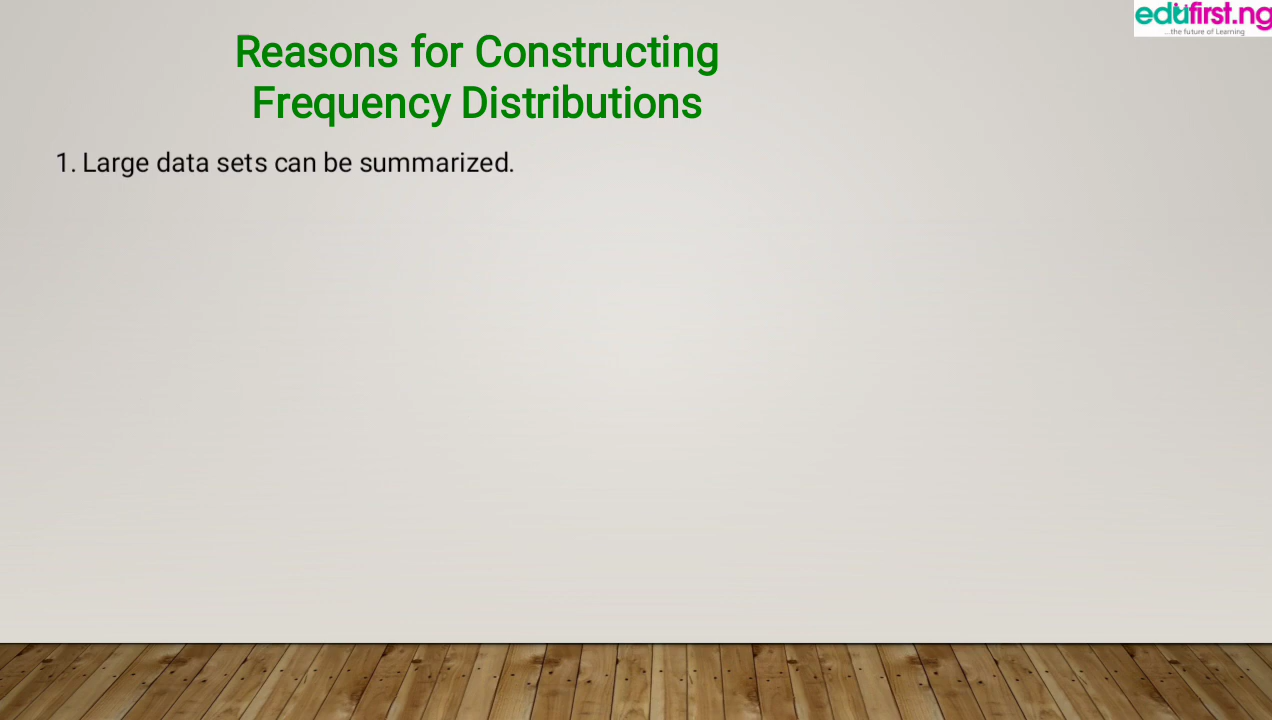 edufirst.ng
...the future of Learning
Reasons for Constructing
Frequency Distributions
1. Large data sets can be summarized.